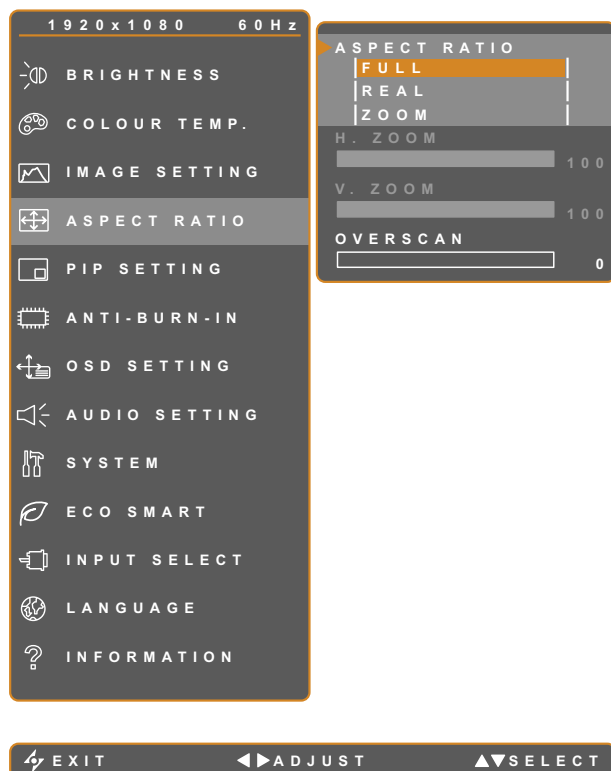 1920x1080 60Hz
BRIGHTNESS
COLOUR TEMP.
IMAGE SETTING
ASPECT RATIO
PIP SETTING
ANTI-BURN-IN
OSD SETTING
AUDIO SETTING
SYSTEM
ECO SMART
INPUT SELECT
LANGUAGE
INFORMATION
ASPECT RATIO
FULL
REAL
ZOOM
H. ZOOM
100
V. ZOOM
100
OVERSCAN
0
EXIT ADJUST SELECT